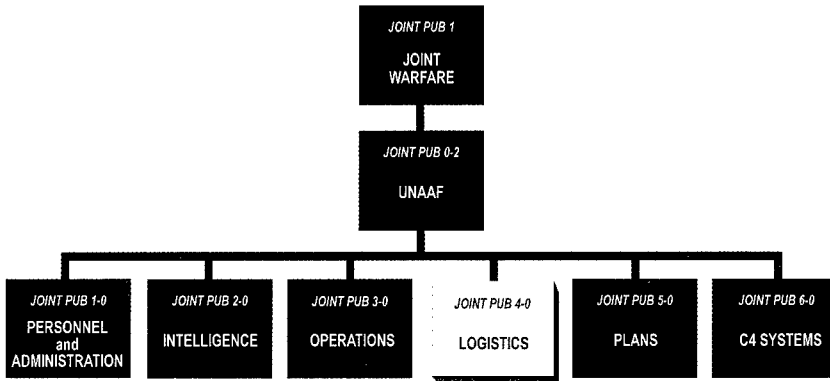 JOINT PUB 1
JOINT
WARFARE
JOINT PUB 0-2
UNAAF
JOINT PUB 1-0
PERSONNEL
and
ADMINISTRATION
JOINT PUB 2-0
INTELLIGENCE
JOINT PUB 3-0
OPERATIONS
JOINT PUB 4-0
LOGISTICS
JOINT PUB 5-0
PLANS
JOINT PUB 6-0
C4 SYSTEMS